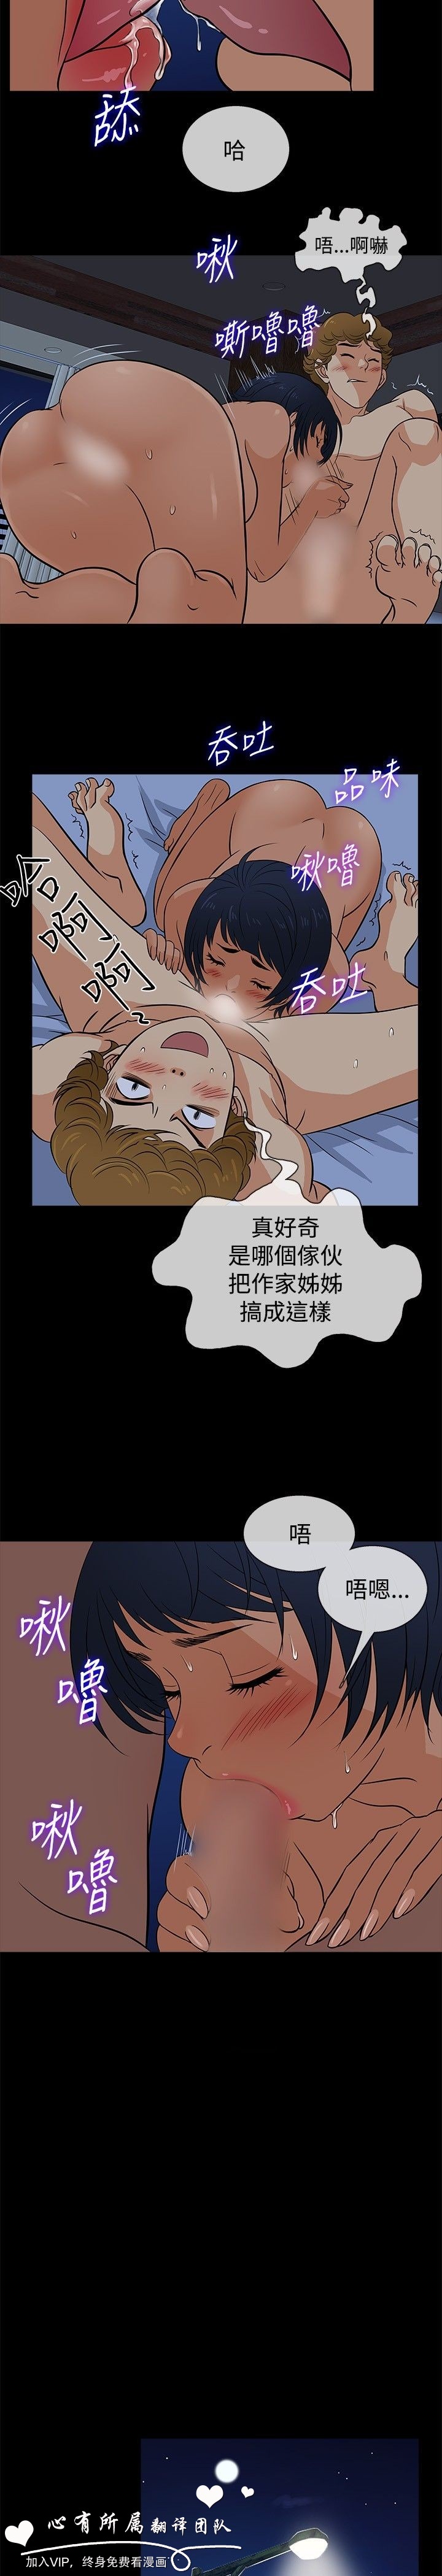 舔
哈
唔...啊嚇
啾
嘶嚕嚕
吞吐
品味
啾嚕
吞吐
哈
啊
啊
真好奇
是哪個傢伙
把作家姊姊
搞成這樣
唔
唔嗯...
啾
嚕
啾
嚕
心有所属翻译团队
加入VIP，终身免费看漫画